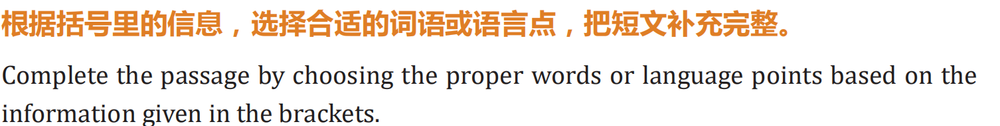 根据括号里的信息，选择合适的词语或语言点，把短文补充完整。
Complete the passage by choosing the proper words or language points based on the
information given in the brackets.